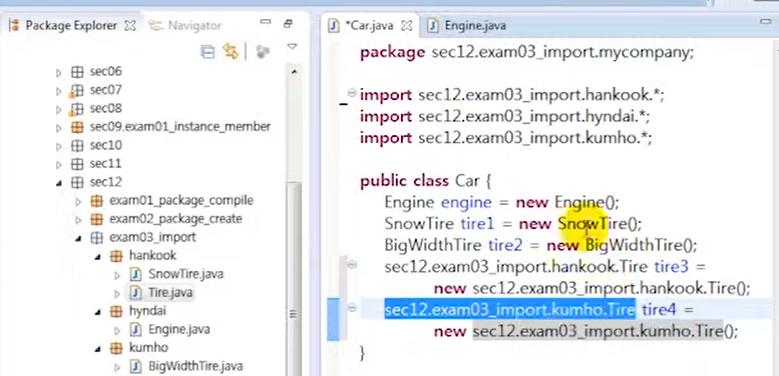 Package Explorer
Navigator
sec06
sec07
sec08
sec09.exam01_instance_member
sec10
sec11
sec12
exam01_package_compile
exam02_package_create
exam03_import
hankook
SnowTire.java
Tire.java
hyndai
Engine.java
kumho
BigWidthTire.java
*Car.java
Engine.java
package sec12.exam03_import.mycompany;
import sec12.exam03_import.hankook.*;
import sec12.exam03_import.hyndai.*;
import sec12.exam03_import.kumho.*;
public class Car {
Engine engine = new Engine();
SnowTire tire1 = new SnowTire();
BigWidthTire tire2 = new BigWidthTire();
sec12.exam03_import.hankook.Tire tire3 =
new sec12.exam03_import.hankook.Tire();
sec12.exam03_import.kumho.Tire tire4 =
new sec12.exam03_import.kumho.Tire();
}